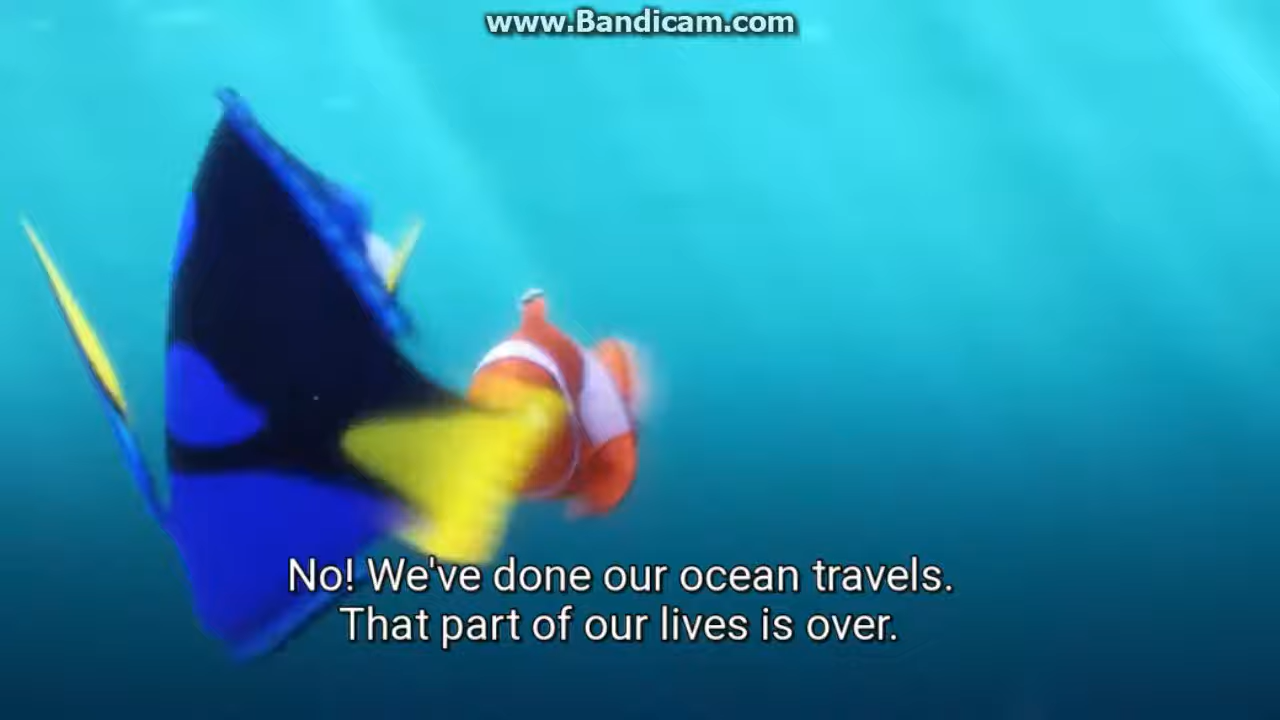 www.Bandicam.com
No! We've done our ocean travels.
That part of our lives is over.